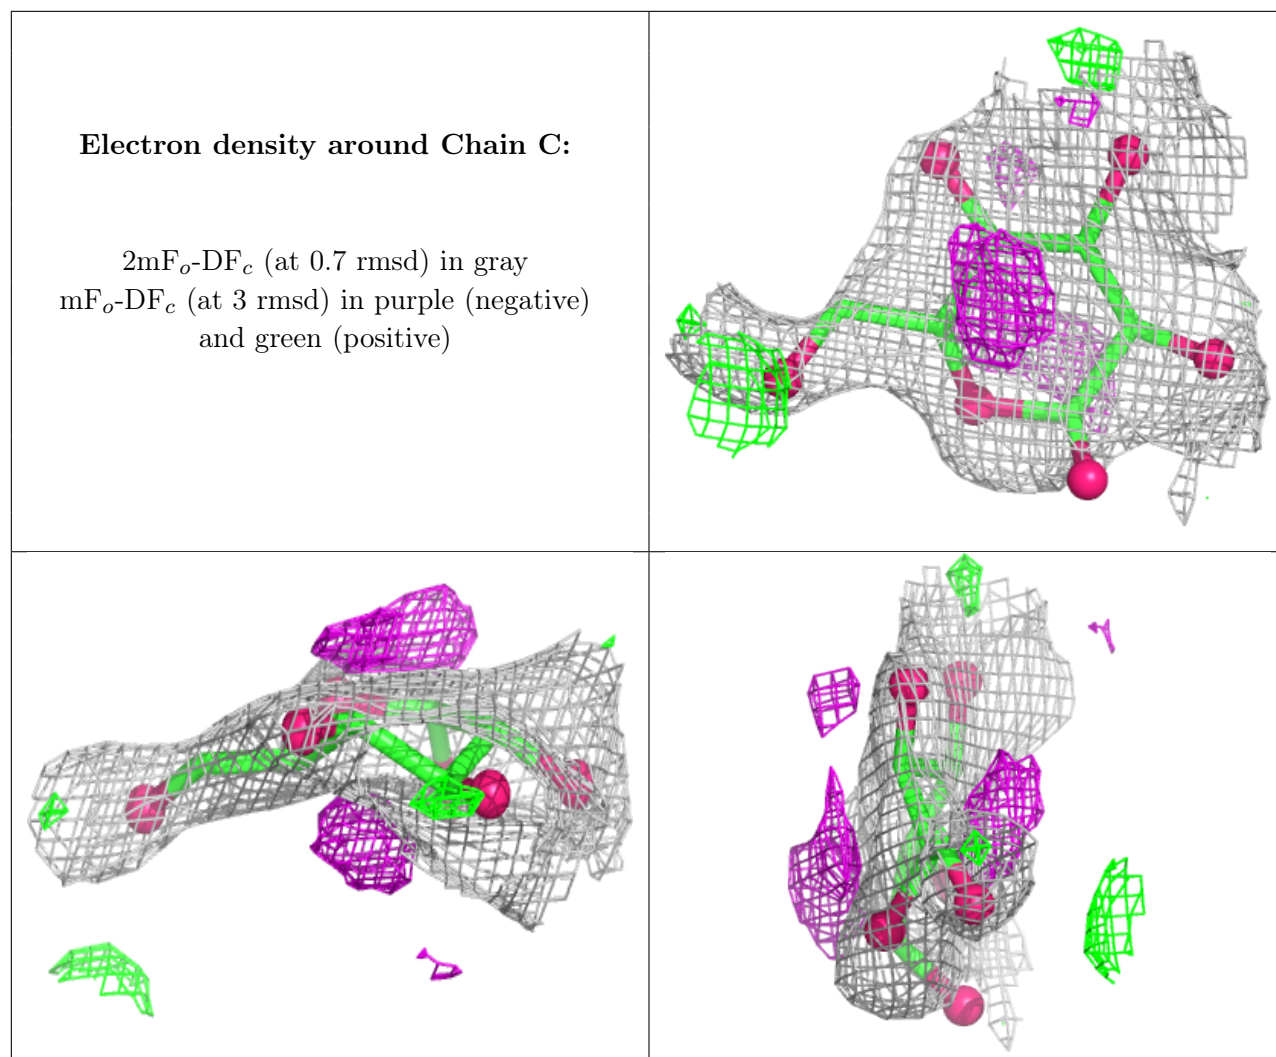 Electron density around Chain C:
2mFₒ-DF𝒸 (at 0.7 rmsd) in gray
mFₒ-DF𝒸 (at 3 rmsd) in purple (negative)
and green (positive)